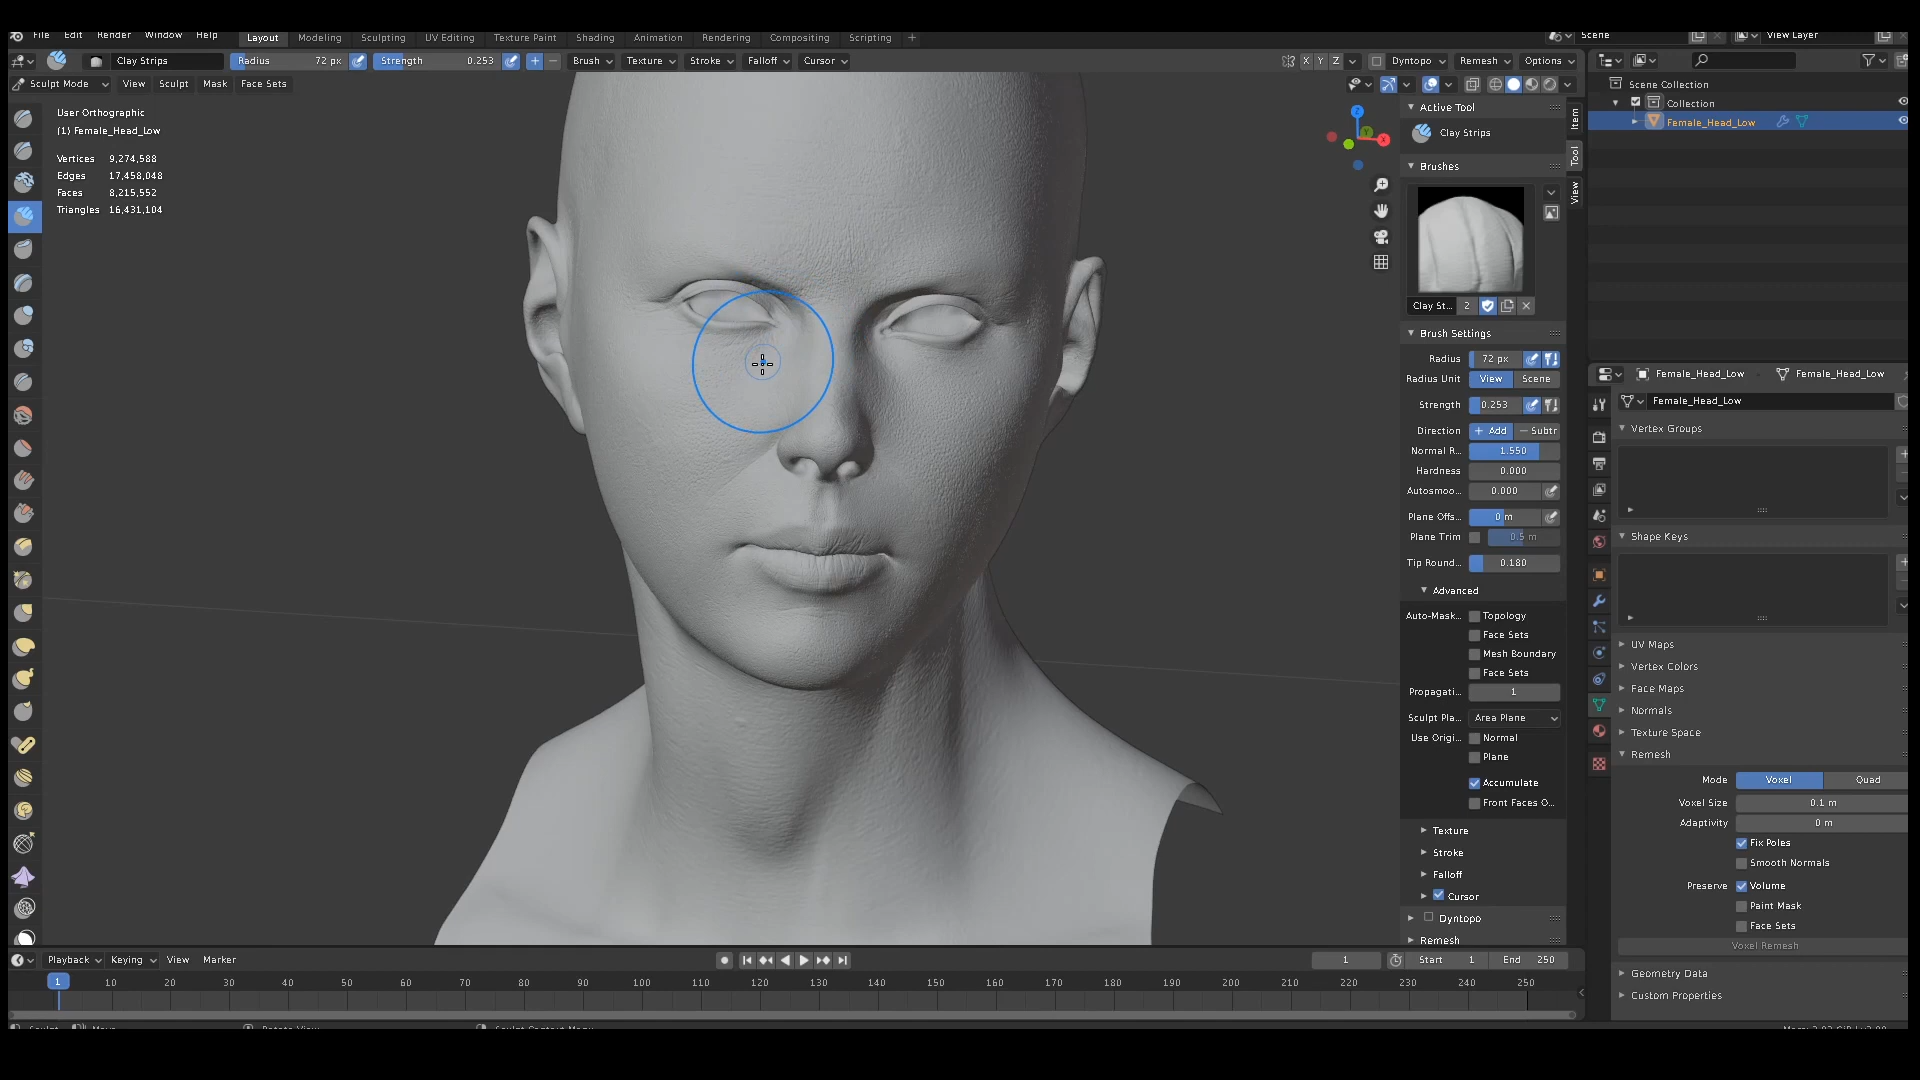 File Edit Render Window Help Layout Modeling Sculpting UV Editing Texture Paint Shading Animation Rendering Compositing Scripting + Scene View Layer
Clay Strips Radius 72 px Strength 0.253 + − Brush Texture Stroke Falloff Cursor X Y Z Dyntopo Remesh Options
Sculpt Mode View Sculpt Mask Face Sets
User Orthographic
(1) Female_Head_Low
Vertices 9,274,588
Edges 17,458,048
Faces 8,215,552
Triangles 16,431,104
Z
Y
X
Active Tool
Clay Strips
Brushes
Clay St... 2
Brush Settings
Radius 72 px
Radius Unit View Scene
Strength 0.253
Direction + Add − Subtr
Normal R... 1.550
Hardness 0.000
Autosmoo... 0.000
Plane Offs... 0 m
Plane Trim 0.5 m
Tip Round... 0.180
Advanced
Auto-Mask... Topology
Face Sets
Mesh Boundary
Face Sets
Propagati... 1
Sculpt Pla... Area Plane
Use Origi... Normal
Plane
Accumulate
Front Faces O...
Texture
Stroke
Falloff
Cursor
Dyntopo
Remesh
Item
Tool
View
Scene Collection
Collection
Female_Head_Low
Female_Head_Low Female_Head_Low
Female_Head_Low
Vertex Groups
Shape Keys
UV Maps
Vertex Colors
Face Maps
Normals
Texture Space
Remesh
Mode Voxel Quad
Voxel Size 0.1 m
Adaptivity 0 m
Fix Poles
Smooth Normals
Preserve Volume
Paint Mask
Face Sets
Voxel Remesh
Geometry Data
Custom Properties
Playback Keying View Marker 1 Start 1 End 250
1 10 20 30 40 50 60 70 80 90 100 110 120 130 140 150 160 170 180 190 200 210 220 230 240 250
Sculpt Move Rotate View Sculpt Context Menu